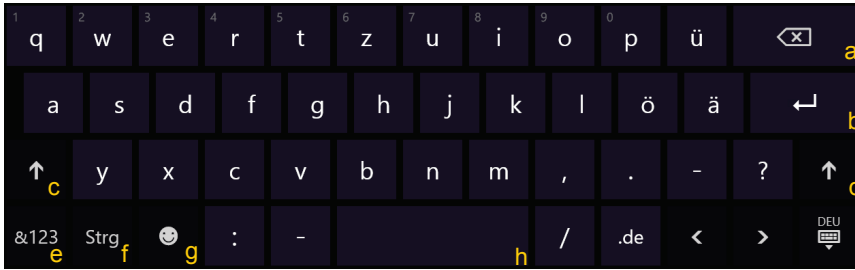 1 2 3 4 5 6 7 8 9 0
q w e r t z u i o p ü a
a s d f g h j k l ö ä b
c y x c v b n m , . - ? d
&123 e Strg f g : - h / .de < > DEU